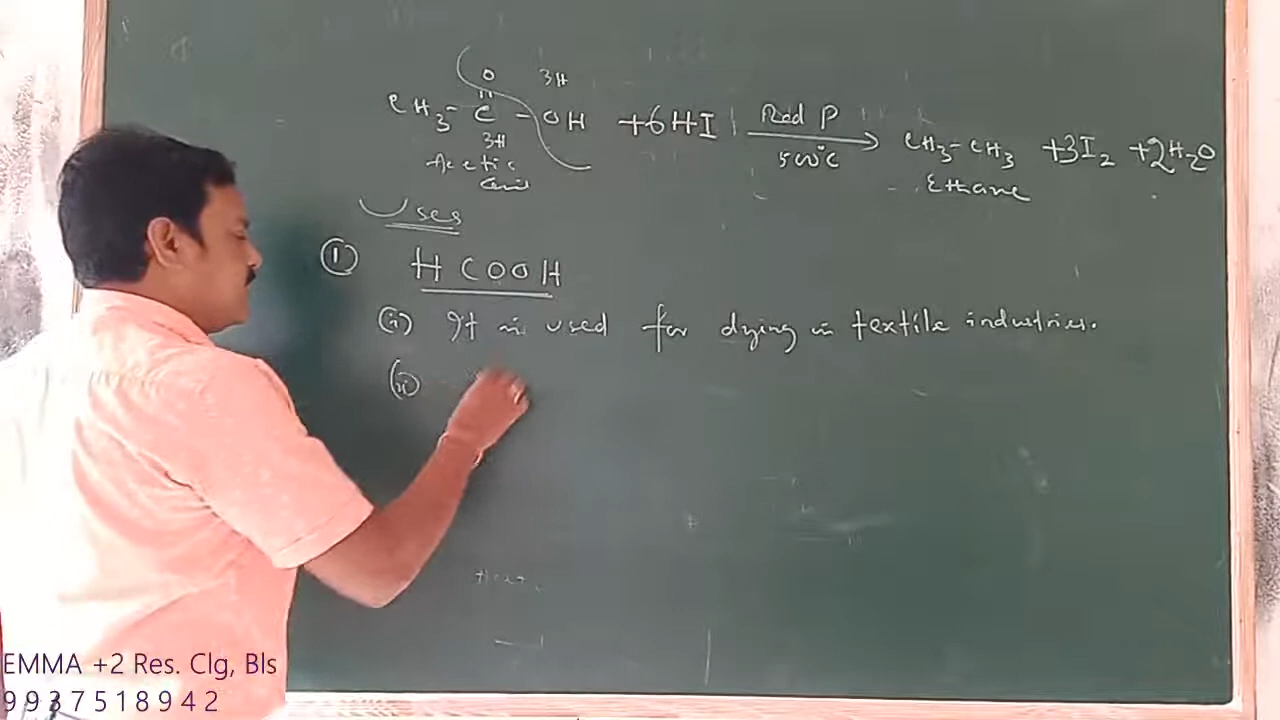 O 3H
CH3-C-OH +6HI Red P 500°C CH3-CH3 +3I2 +2H2O
3H
Acetic Ethane
acid
Uses
① HCOOH
(i) It is used for dying in textile industries.
(ii)
EMMA +2 Res. Clg, Bls
9937518942